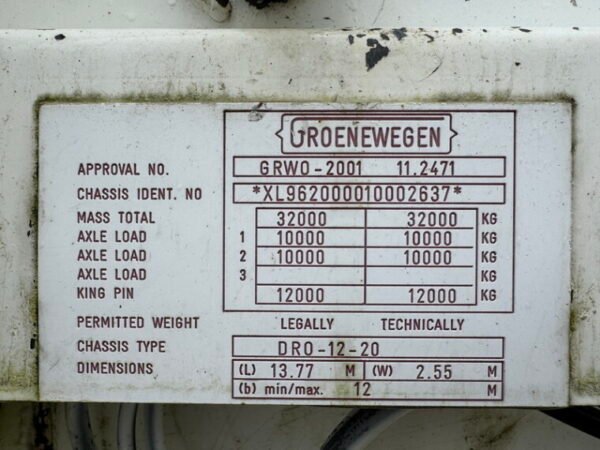 GROENEWEGEN
APPROVAL NO. GRWO-2001 11.2471
CHASSIS IDENT. NO *XL962000010002637*
MASS TOTAL 32000 32000 KG
AXLE LOAD 1 10000 10000 KG
AXLE LOAD 2 10000 10000 KG
AXLE LOAD 3 KG
KING PIN 12000 12000 KG
PERMITTED WEIGHT LEGALLY TECHNICALLY
CHASSIS TYPE DRO-12-20
DIMENSIONS (L) 13.77 M (W) 2.55 M
(b) min/max. 12 M